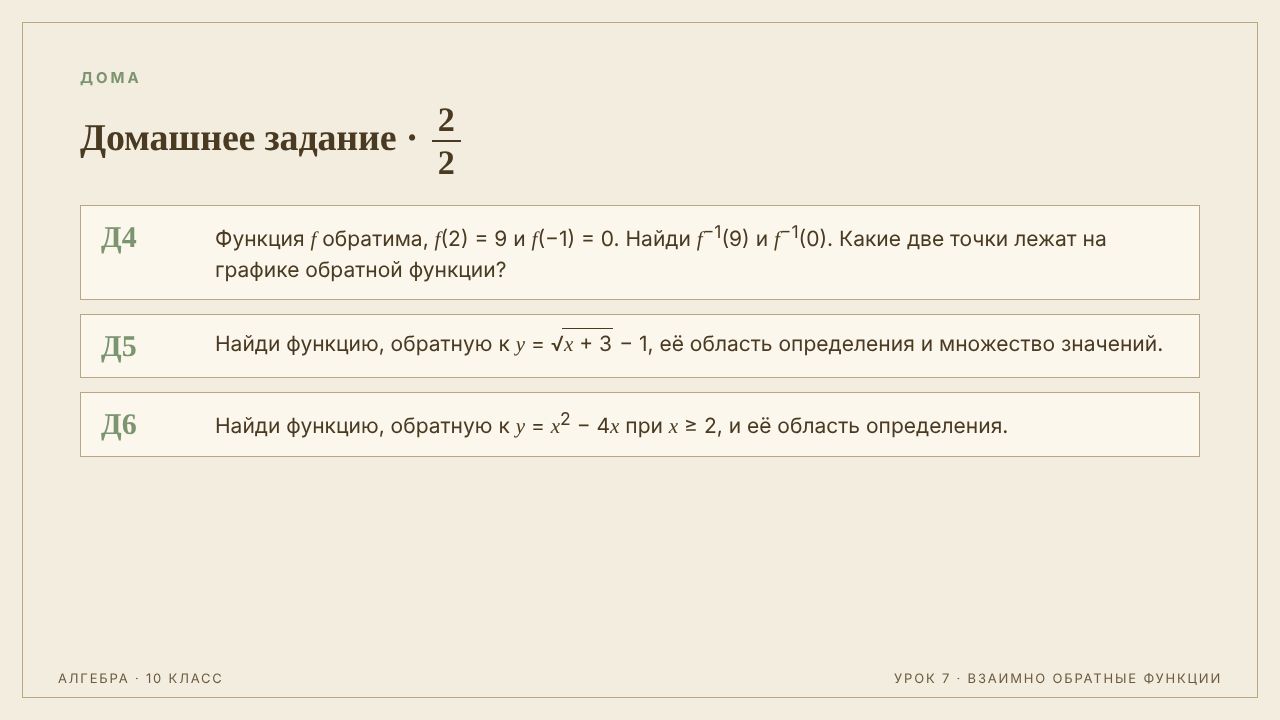 ДОМА
Домашнее задание · 2/2
Д4
Функция f обратима, f(2) = 9 и f(−1) = 0. Найди f⁻¹(9) и f⁻¹(0). Какие две точки лежат на
графике обратной функции?
Д5
Найди функцию, обратную к y = √(x + 3) − 1, её область определения и множество значений.
Д6
Найди функцию, обратную к y = x² − 4x при x ≥ 2, и её область определения.
АЛГЕБРА · 10 КЛАСС
УРОК 7 · ВЗАИМНО ОБРАТНЫЕ ФУНКЦИИ